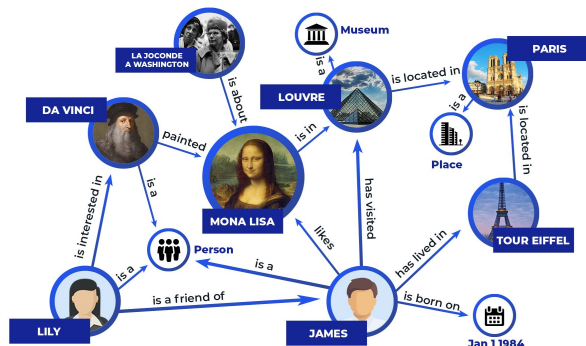 LA JOCONDE
A WASHINGTON
Museum
PARIS
is a
is located in
is about
LOUVRE
is a
DA VINCI
painted
is in
is located in
Place
is interested in
is a
MONA LISA
has visited
TOUR EIFFEL
Person
likes
has lived in
is a
is a
is a friend of
is born on
LILY
JAMES
Jan 1 1984